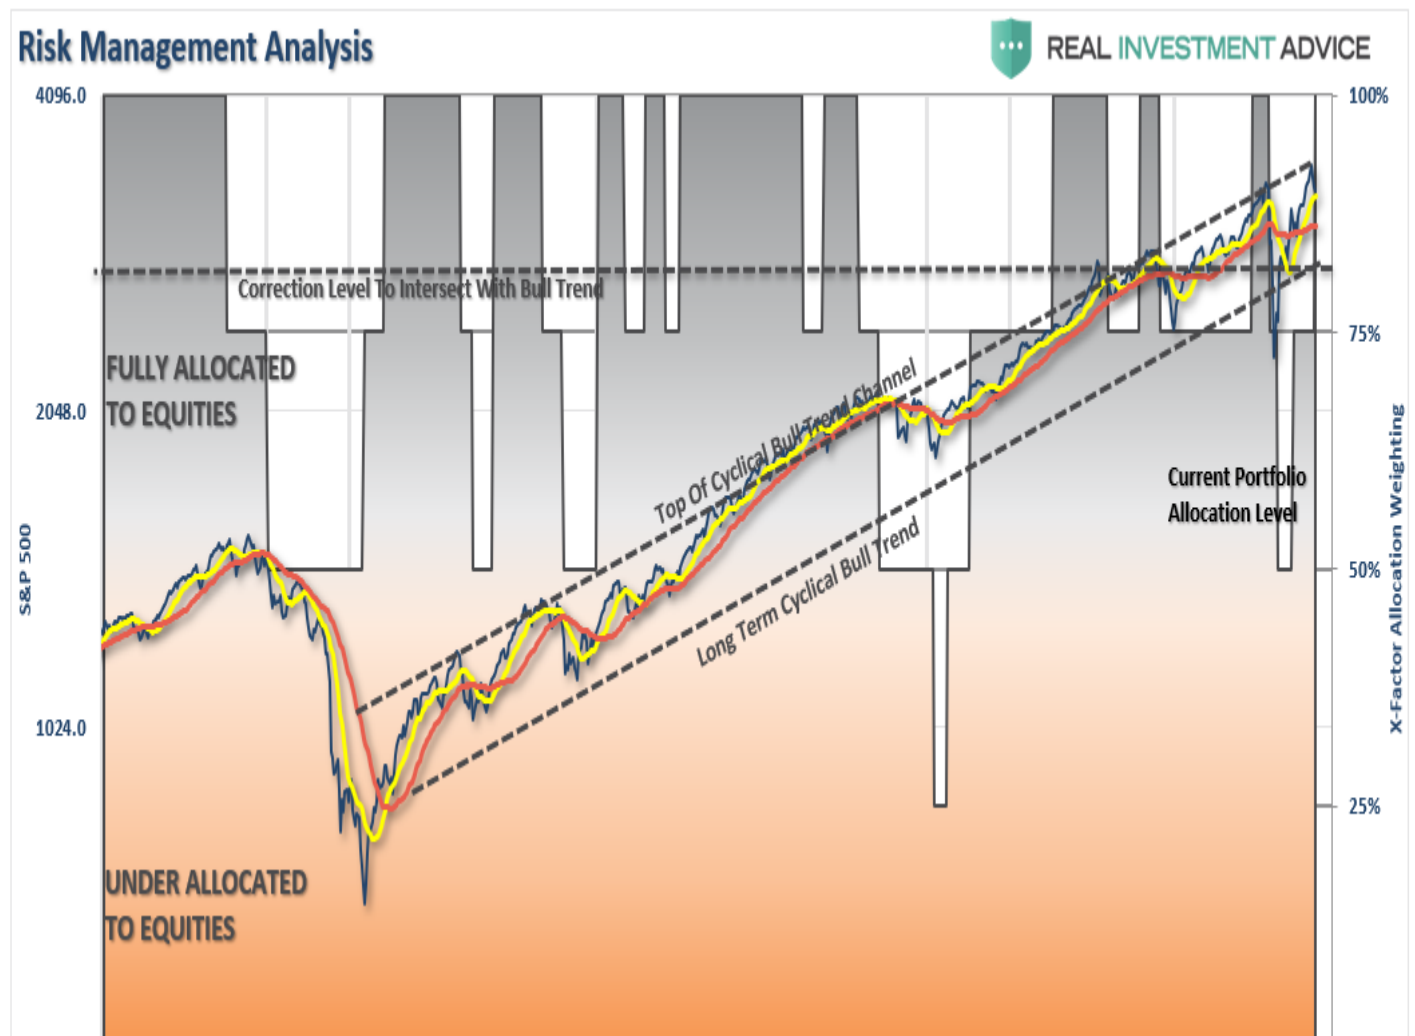 Risk Management Analysis
REAL INVESTMENT ADVICE
4096.0
100%
Correction Level To Intersect With Bull Trend
75%
FULLY ALLOCATED
TO EQUITIES
2048.0
Top Of Cyclical Bull Trend Channel
Current Portfolio
Allocation Level
Long Term Cyclical Bull Trend
S&P 500
50%
X-Factor Allocation Weighting
1024.0
25%
UNDER ALLOCATED
TO EQUITIES